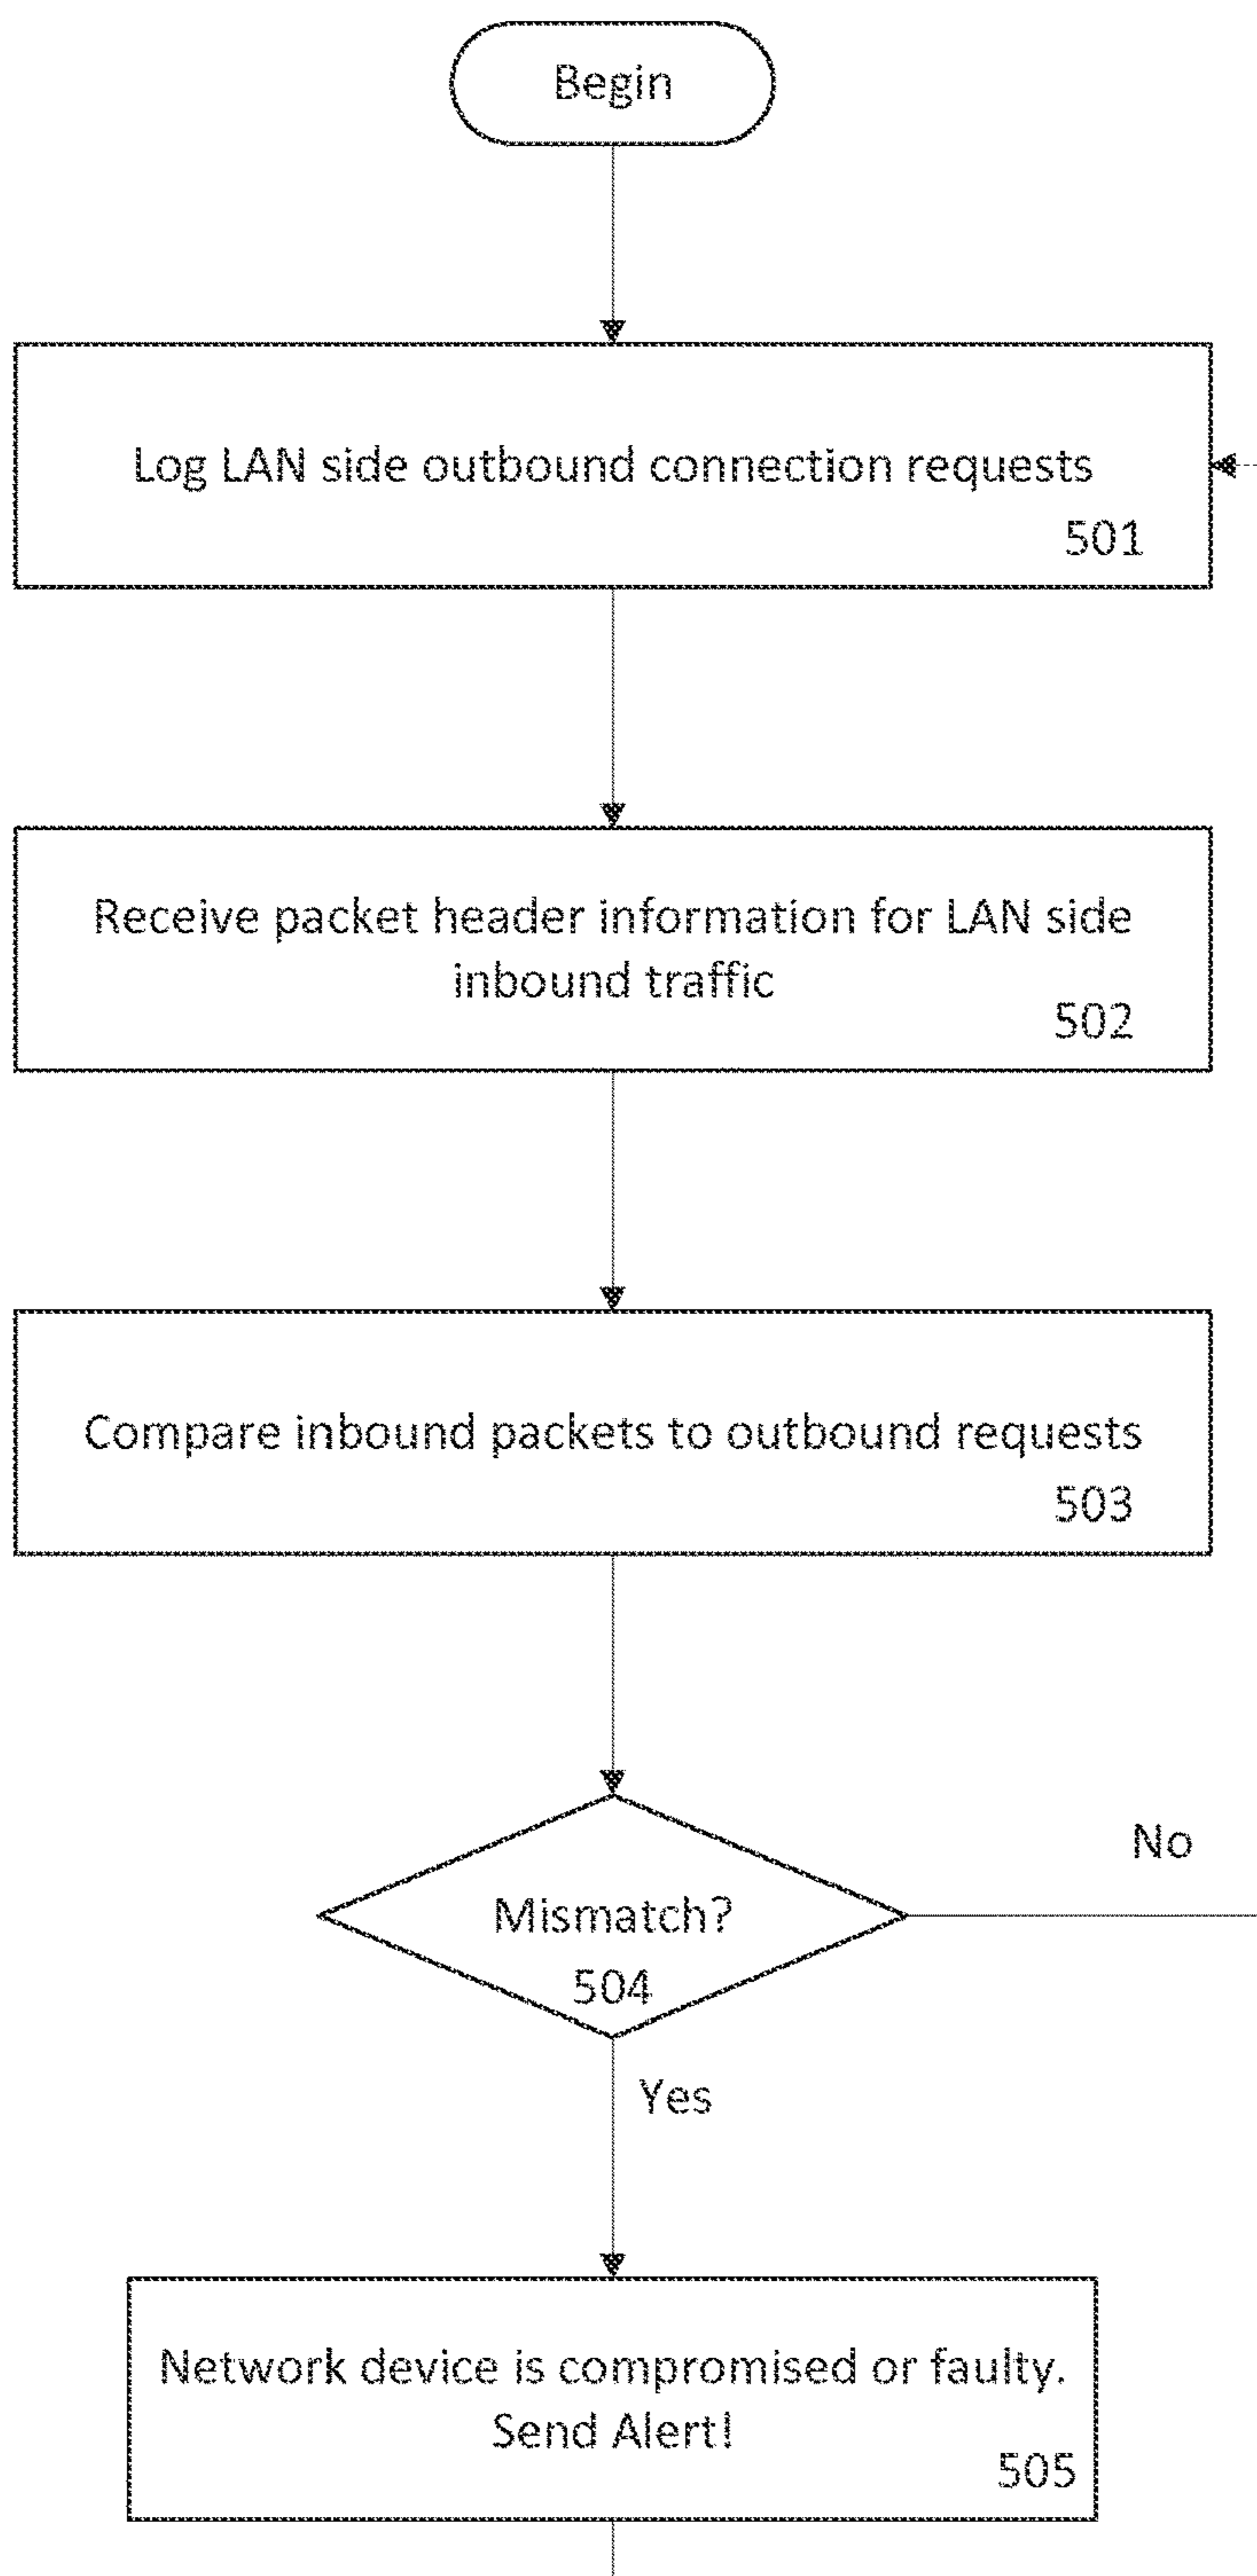 Begin
Log LAN side outbound connection requests
501
Receive packet header information for LAN side
inbound traffic
502
Compare inbound packets to outbound requests
503
No
Mismatch?
504
Yes
Network device is compromised or faulty.
Send Alert!
505